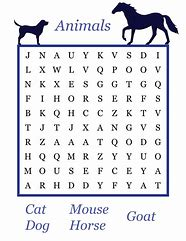 Animals
J N A U Y K V S D I
L X W L V Q P O O V
N K E S E G G T G Q
F I H O R S E R F S
B K C Q T F L B K S
O H J C X A N G V S
A R O D Z Y P T U G
H Q Q M R Z Y Y U O
M O U S E F C E Y A
A R H D D Y F Y A T
Cat Mouse Goat
Dog Horse